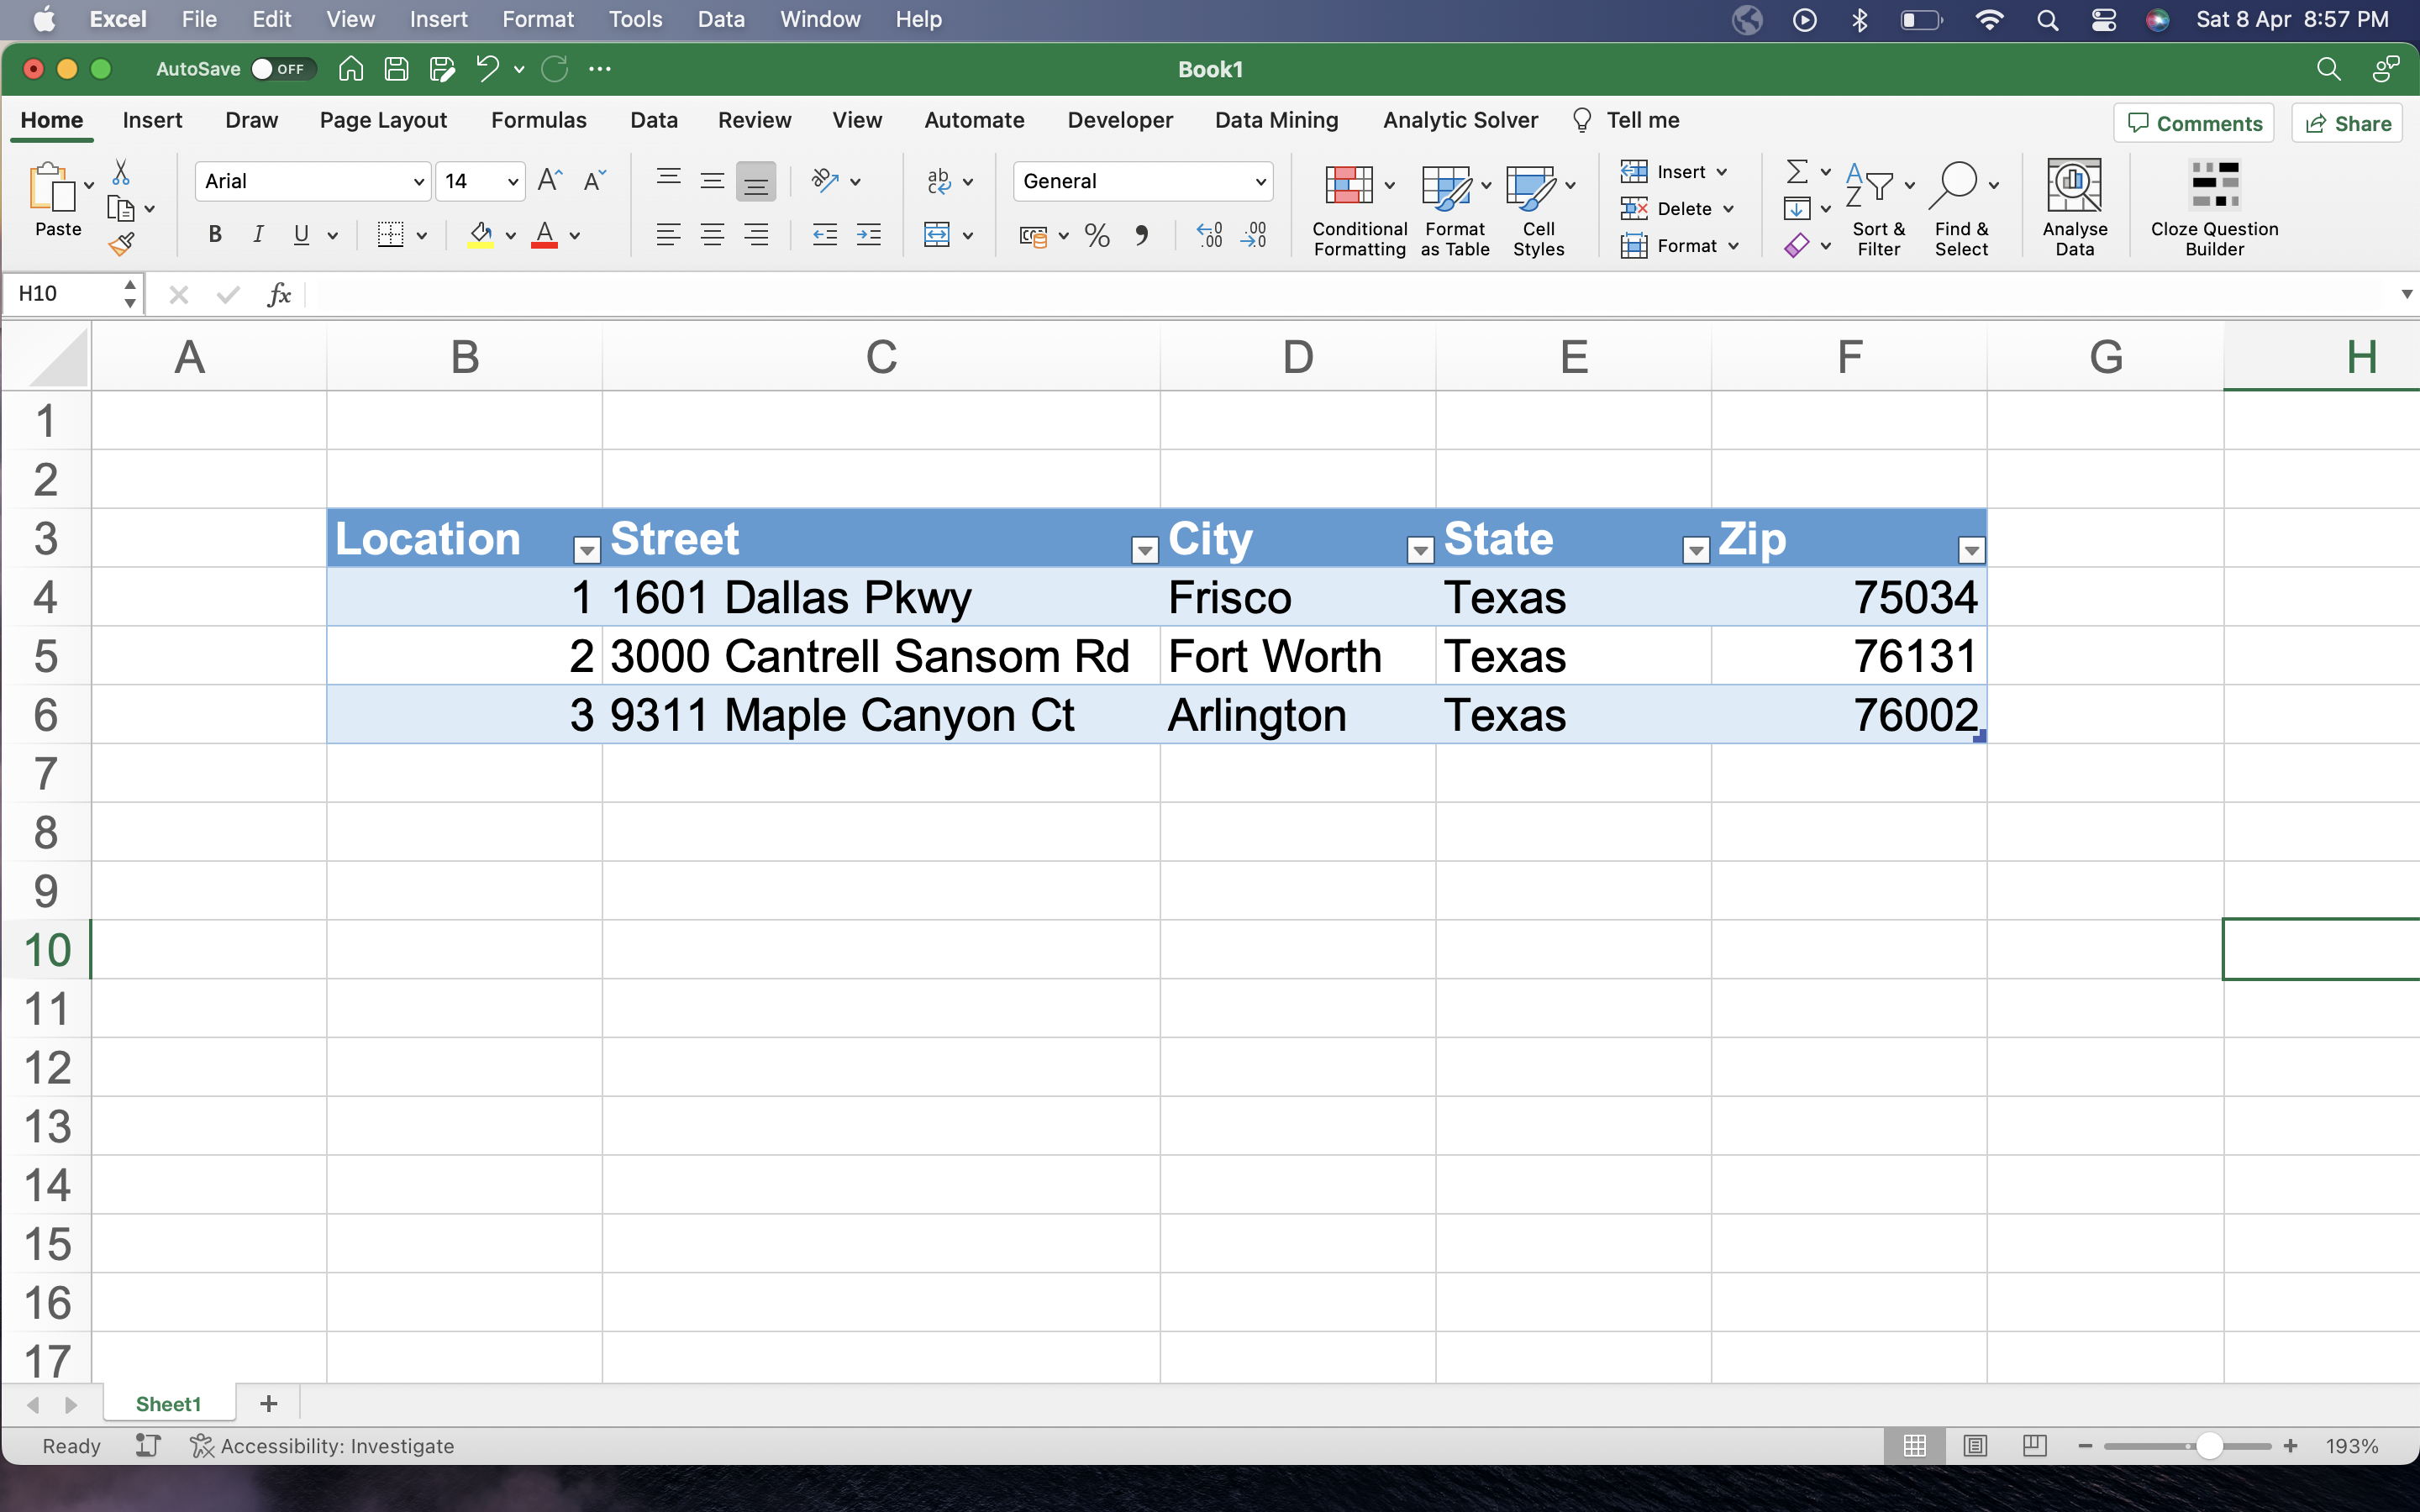 Excel File Edit View Insert Format Tools Data Window Help Sat 8 Apr 8:57 PM
AutoSave OFF Book1
Home Insert Draw Page Layout Formulas Data Review View Automate Developer Data Mining Analytic Solver Tell me Comments Share
Paste Arial 14 General Conditional Formatting Format as Table Cell Styles Insert Delete Format Sort & Filter Find & Select Analyse Data Cloze Question Builder
H10 fx
A B C D E F G H
1
2
3 Location Street City State Zip
4 1 1601 Dallas Pkwy Frisco Texas 75034
5 2 3000 Cantrell Sansom Rd Fort Worth Texas 76131
6 3 9311 Maple Canyon Ct Arlington Texas 76002
7
8
9
10
11
12
13
14
15
16
17
Sheet1 +
Ready Accessibility: Investigate 193%